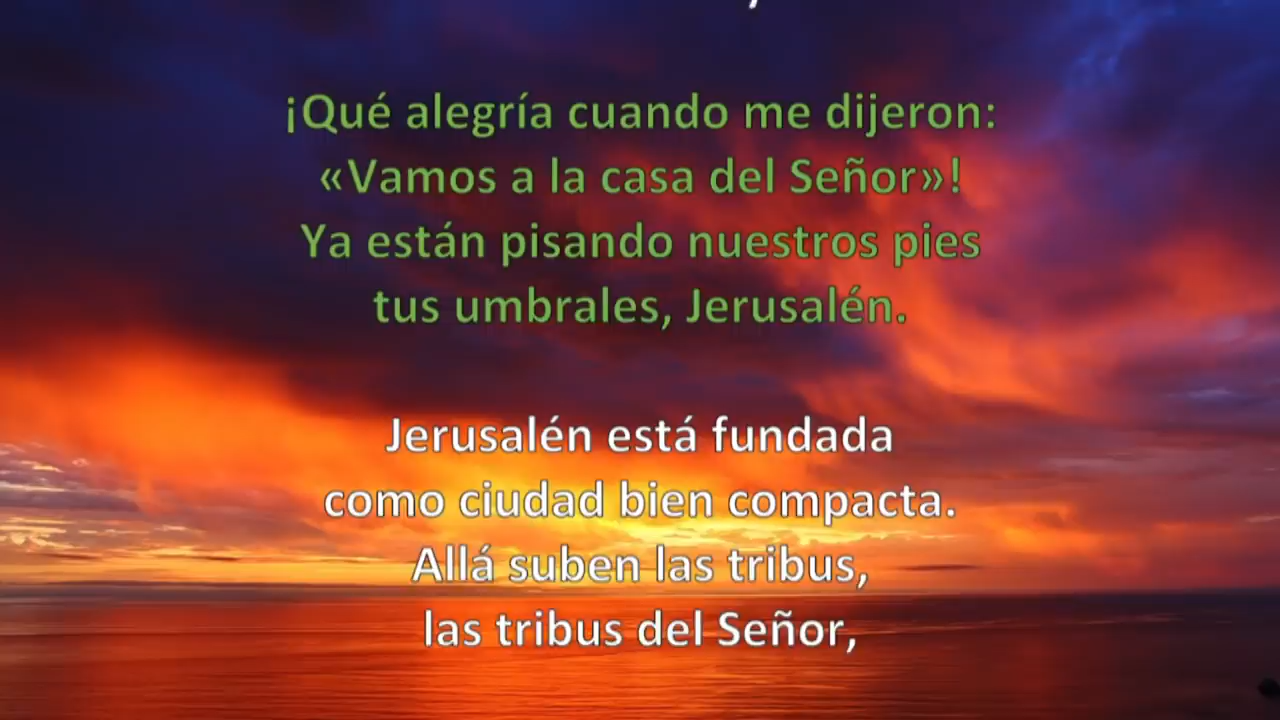 ¡Qué alegría cuando me dijeron:
«Vamos a la casa del Señor»!
Ya están pisando nuestros pies
tus umbrales, Jerusalén.
Jerusalén está fundada
como ciudad bien compacta.
Allá suben las tribus,
las tribus del Señor,